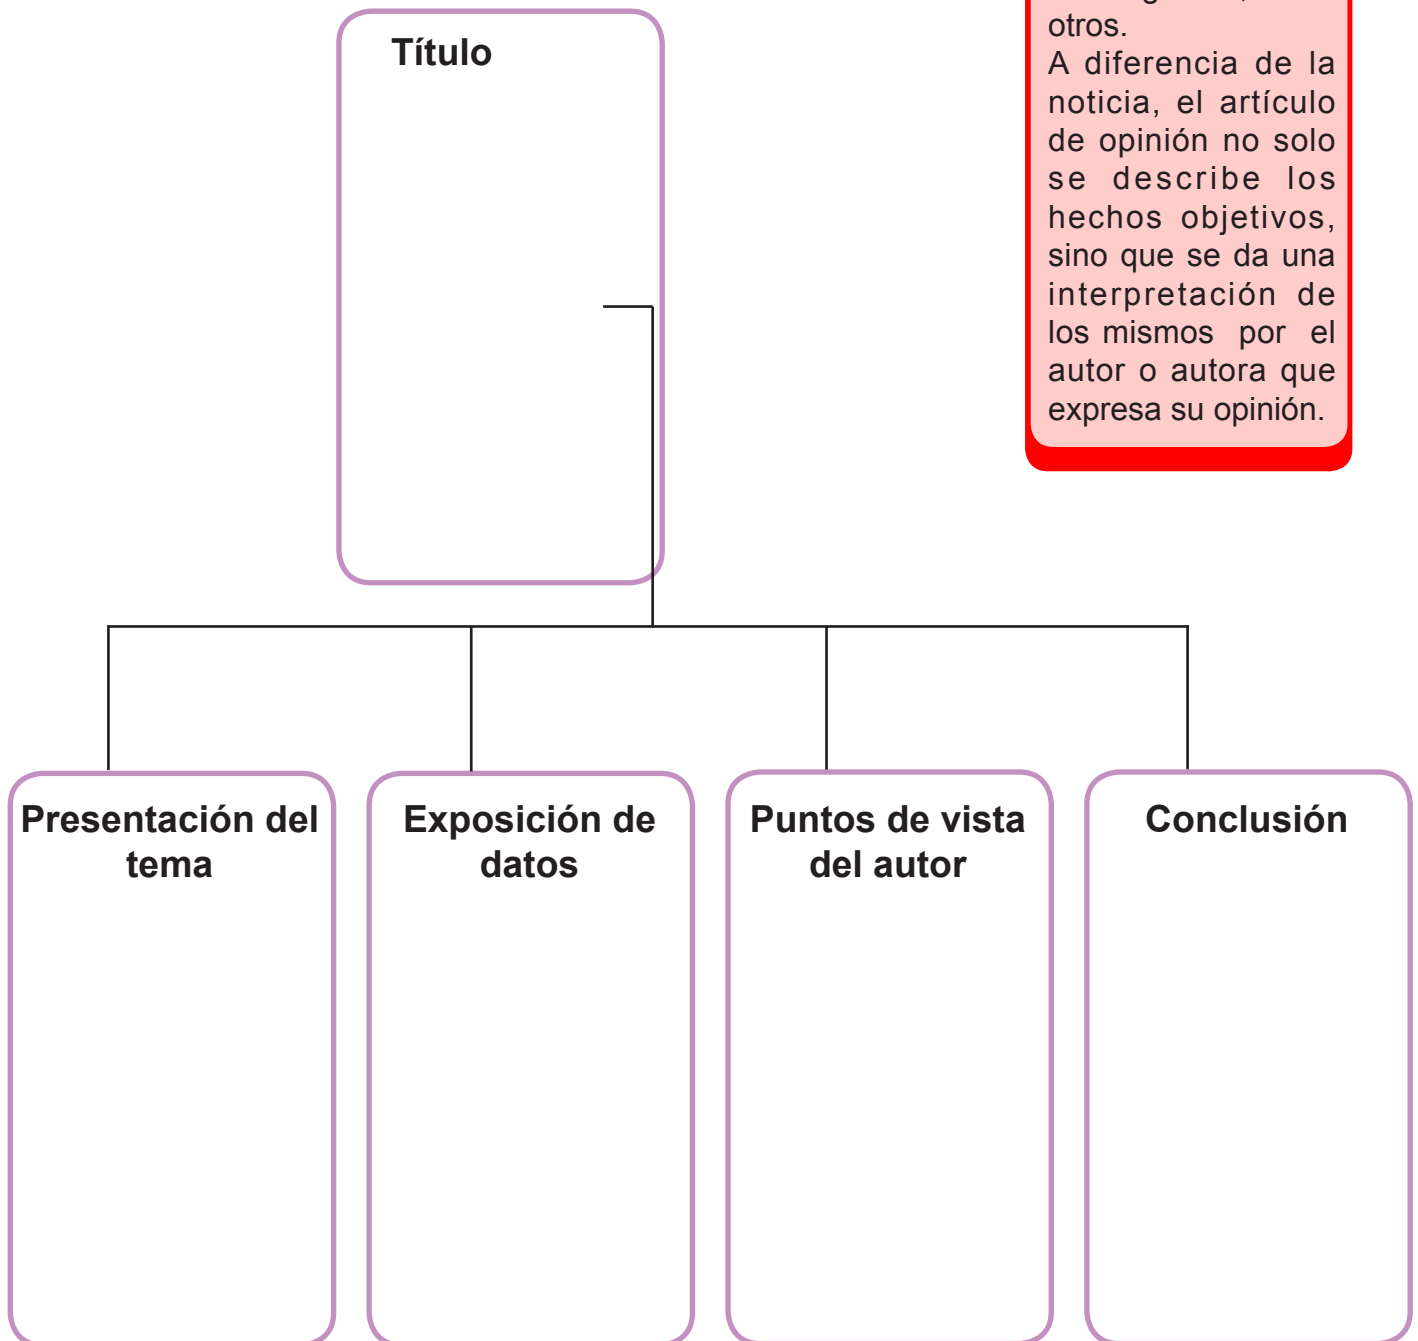 Título
otros.
A diferencia de la
noticia, el artículo
de opinión no solo
se describe los
hechos objetivos,
sino que se da una
interpretación de
los mismos por el
autor o autora que
expresa su opinión.
Presentación del
tema
Exposición de
datos
Puntos de vista
del autor
Conclusión